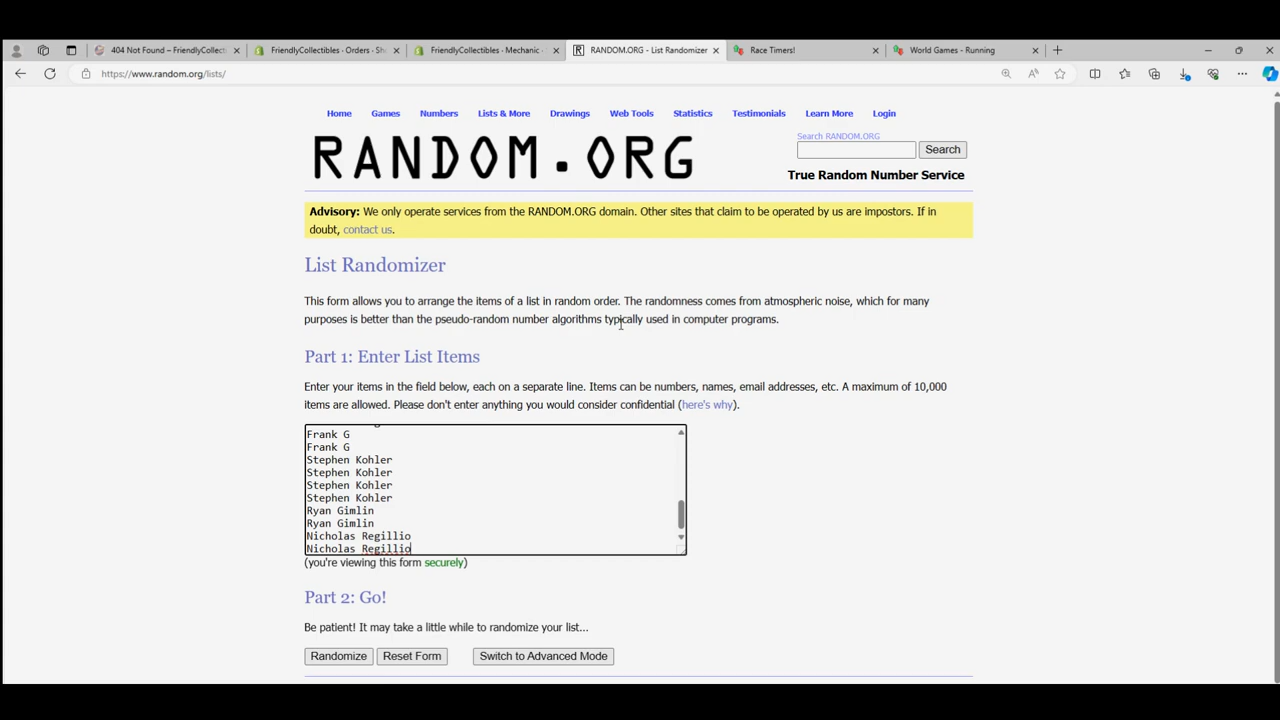 404 Not Found – FriendlyCollecti
FriendlyCollectibles · Orders · Sh
FriendlyCollectibles · Mechanic ·
RANDOM.ORG - List Randomizer
Race Timers!
World Games - Running
https://www.random.org/lists/
Home Games Numbers Lists & More Drawings Web Tools Statistics Testimonials Learn More Login
RANDOM.ORG
Search RANDOM.ORG
Search
True Random Number Service
Advisory: We only operate services from the RANDOM.ORG domain. Other sites that claim to be operated by us are impostors. If in
doubt, contact us.
List Randomizer
This form allows you to arrange the items of a list in random order. The randomness comes from atmospheric noise, which for many
purposes is better than the pseudo-random number algorithms typically used in computer programs.
Part 1: Enter List Items
Enter your items in the field below, each on a separate line. Items can be numbers, names, email addresses, etc. A maximum of 10,000
items are allowed. Please don't enter anything you would consider confidential (here's why).
Frank G
Frank G
Stephen Kohler
Stephen Kohler
Stephen Kohler
Stephen Kohler
Ryan Gimlin
Ryan Gimlin
Nicholas Regillio
Nicholas Regillio
(you're viewing this form securely)
Part 2: Go!
Be patient! It may take a little while to randomize your list...
Randomize Reset Form Switch to Advanced Mode